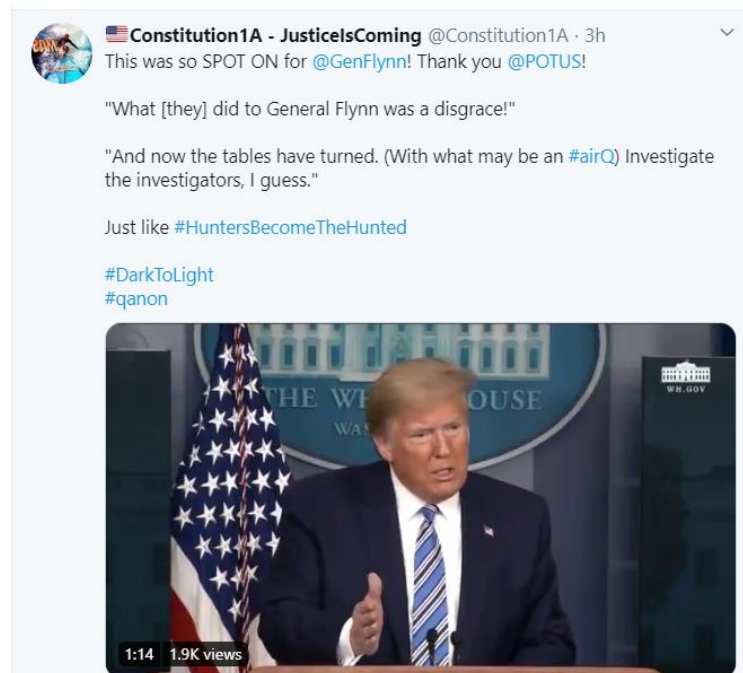 Constitution1A - JusticeIsComing @Constitution1A · 3h
This was so SPOT ON for @GenFlynn! Thank you @POTUS!
"What [they] did to General Flynn was a disgrace!"
"And now the tables have turned. (With what may be an #airQ) Investigate
the investigators, I guess."
Just like #HuntersBecomeTheHunted
#DarkToLight
#qanon
THE WH OUSE
WAS
WH.GOV
1:14 1.9K views